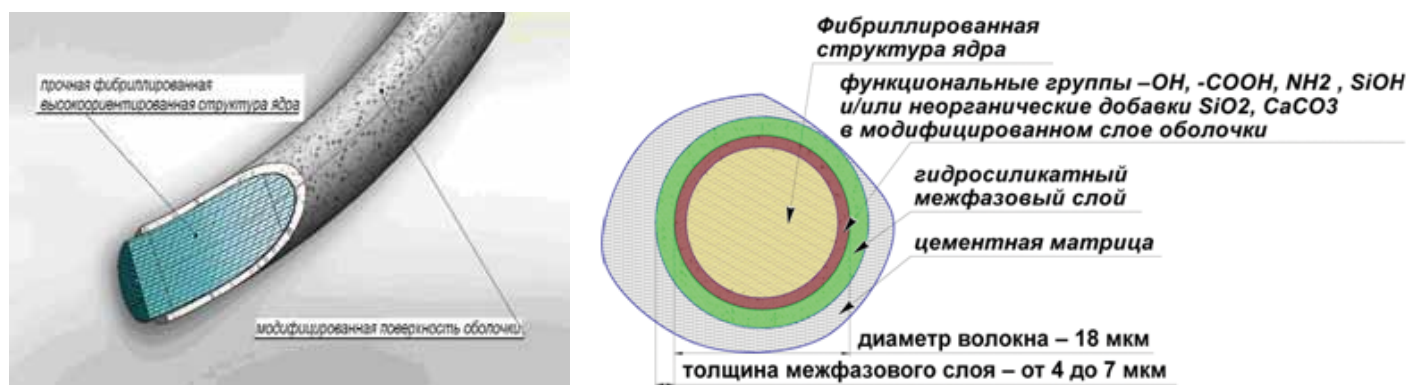 прочная фибриллированная
высокоориентированная структура ядра
модифицированная поверхность оболочки
Фибриллированная
структура ядра
функциональные группы –OH, -COOH, NH2 , SiOH
и/или неорганические добавки SiO2, CaCO3
в модифицированном слое оболочки
гидросиликатный
межфазовый слой
цементная матрица
диаметр волокна – 18 мкм
толщина межфазового слоя – от 4 до 7 мкм